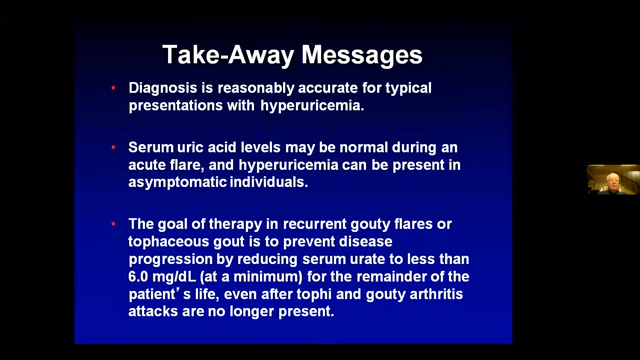 Take-Away Messages
• Diagnosis is reasonably accurate for typical
presentations with hyperuricemia.
• Serum uric acid levels may be normal during an
acute flare, and hyperuricemia can be present in
asymptomatic individuals.
• The goal of therapy in recurrent gouty flares or
tophaceous gout is to prevent disease
progression by reducing serum urate to less than
6.0 mg/dL (at a minimum) for the remainder of the
patient's life, even after tophi and gouty arthritis
attacks are no longer present.